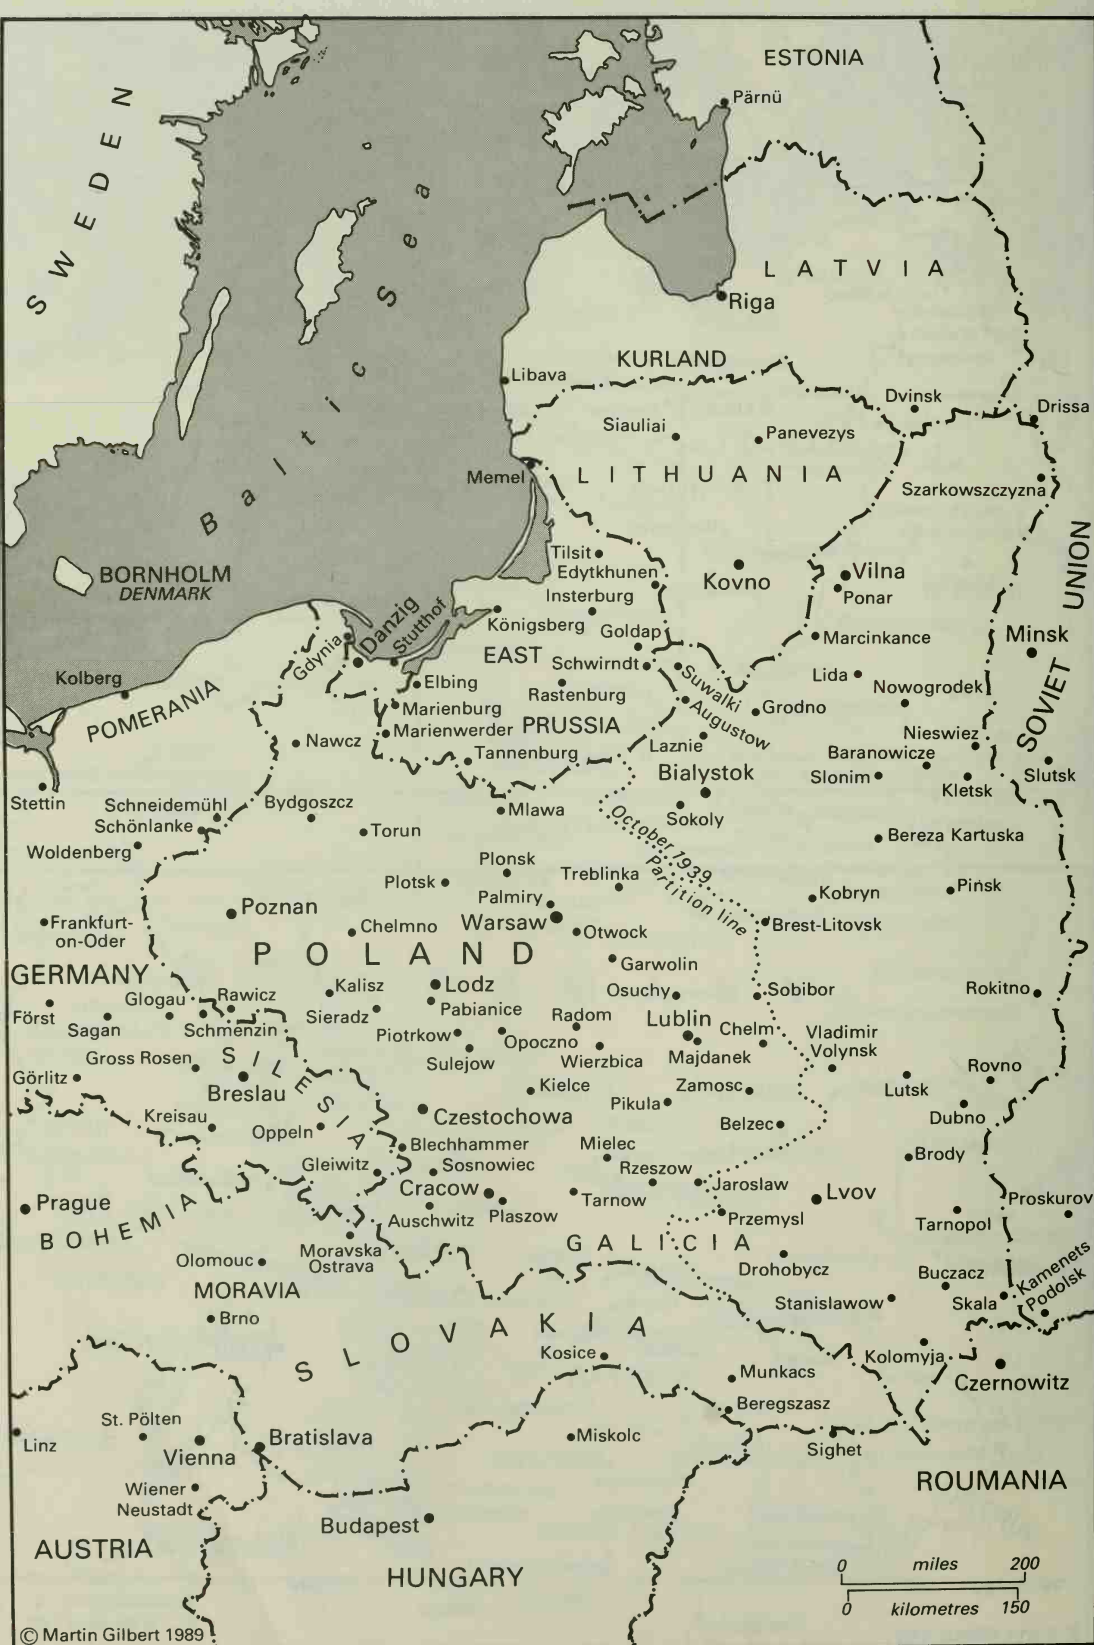 ESTONIA
Pärnü
SWEDEN
Baltic Sea
LATVIA
Riga
KURLAND
Libava
Dvinsk
Drissa
Siauliai
Panevezys
Memel
LITHUANIA
Szarkowszczyzna
BORNHOLM
DENMARK
Tilsit
Edytkhunen
Insterburg
Kovno
Vilna
Ponar
SOVIET UNION
Minsk
Danzig
Stutthof
Gdynia
Königsberg
Goldap
Marcinkance
EAST
PRUSSIA
Schwirndt
Suwalki
Lida
Kolberg
POMERANIA
Elbing
Rastenburg
Augustow
Grodno
Nowogrodek
Marienburg
Marienwerder
Nawcz
Tannenburg
Laznie
Nieswiez
Baranowicze
Bialystok
Slonim
Kletsk
Slutsk
Stettin
Schneidemühl
Schönlanke
Bydgoszcz
Mlawa
Sokoly
October 1939
Partition line
Woldenberg
Torun
Bereza Kartuska
Plonsk
Plotsk
Treblinka
Palmiry
Kobryn
Pińsk
Poznan
Chelmno
Warsaw
Otwock
Brest-Litovsk
Frankfurt-
on-Oder
POLAND
Garwolin
GERMANY
Glogau
Rawicz
Kalisz
Lodz
Osuchy
Sobibor
Rokitno
Först
Sagan
Schmenzin
Sieradz
Pabianice
Radom
Lublin
Chelm
Vladimir
Volynsk
Piotrkow
Opoczno
Majdanek
Gross Rosen
SILESIA
Sulejow
Wierzbica
Görlitz
Breslau
Kielce
Zamosc
Lutsk
Rovno
Kreisau
Oppeln
Czestochowa
Pikula
Belzec
Dubno
Blechhammer
Mielec
Brody
Gleiwitz
Sosnowiec
Rzeszow
Prague
Cracow
Tarnow
Jaroslaw
Lvov
Proskurov
BOHEMIA
Auschwitz
Plaszow
Przemysl
Tarnopol
Moravska
Ostrava
GALICIA
Olomouc
Drohobycz
Kamenets
Podolsk
MORAVIA
Buczacz
Stanislawow
Skala
Brno
SLOVAKIA
Kosice
Kolomyja
Munkacs
Czernowitz
Beregszasz
St. Pölten
Linz
Vienna
Bratislava
Miskolc
Sighet
Wiener
Neustadt
ROUMANIA
Budapest
AUSTRIA
HUNGARY
0 miles 200
0 kilometres 150
© Martin Gilbert 1989